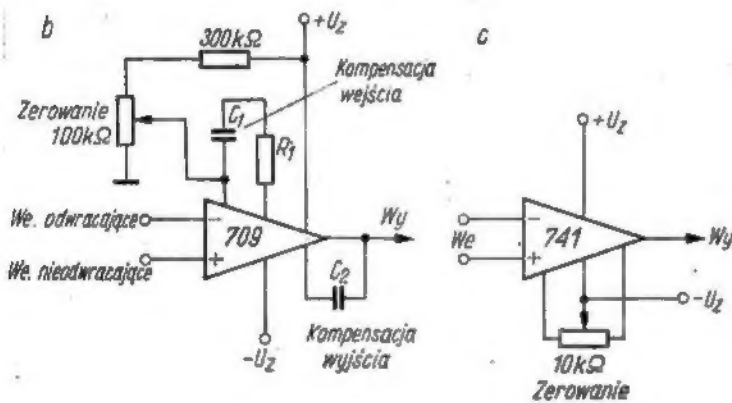 b
300kΩ
+Uz
Kompensacja
wejścia
Zerowanie
100kΩ
C1
R1
We. odwracające
We. nieodwracające
−
+
709
Wy
C2
Kompensacja
wyjścia
−Uz
c
+Uz
We
−
+
741
Wy
−Uz
10kΩ
Zerowanie